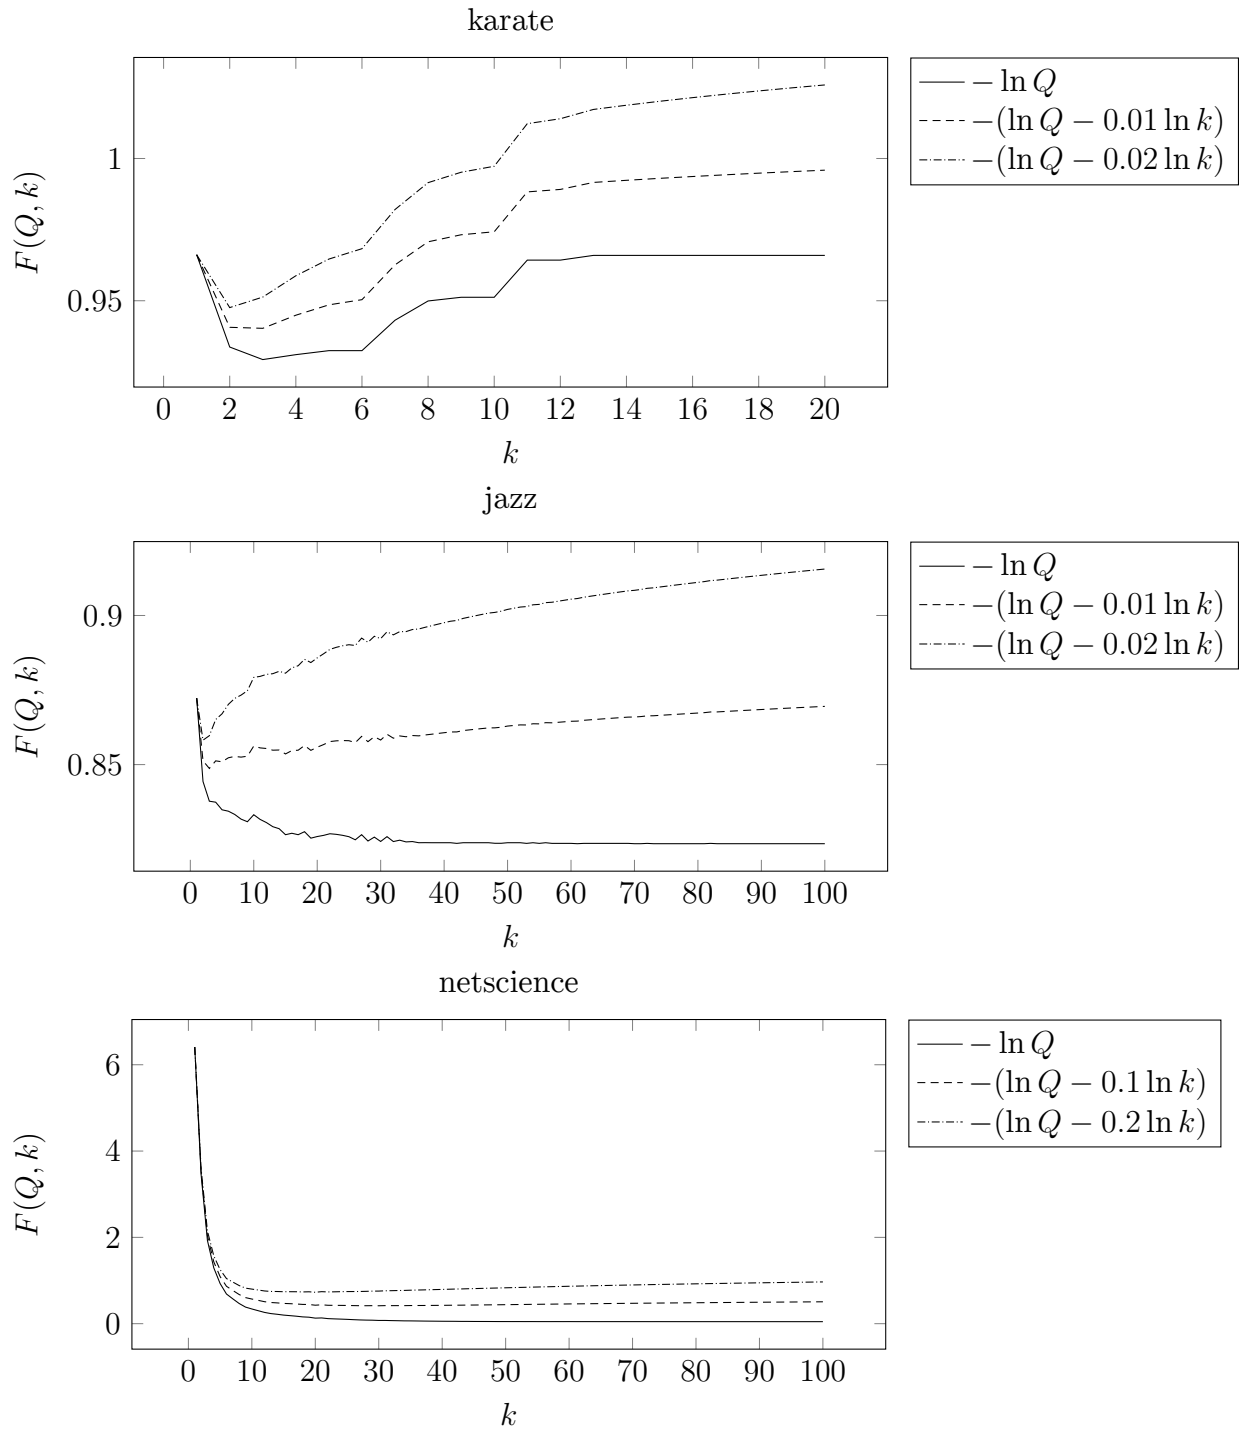 karate
F(Q, k)
1
0.95
0 2 4 6 8 10 12 14 16 18 20
k
− ln Q
−(ln Q − 0.01 ln k)
−(ln Q − 0.02 ln k)
jazz
F(Q, k)
0.9
0.85
0 10 20 30 40 50 60 70 80 90 100
k
− ln Q
−(ln Q − 0.01 ln k)
−(ln Q − 0.02 ln k)
netscience
F(Q, k)
6
4
2
0
0 10 20 30 40 50 60 70 80 90 100
k
− ln Q
−(ln Q − 0.1 ln k)
−(ln Q − 0.2 ln k)